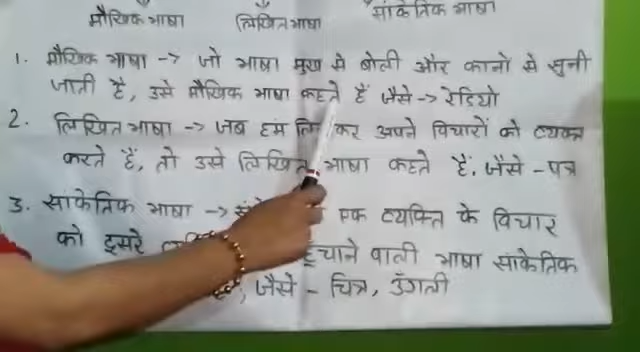 मौखिक भाषा लिखित भाषा सांकेतिक भाषा
1. मौखिक भाषा -> जो भाषा मुख से बोली और कानो से सुनी
जाती है, उसे मौखिक भाषा कहते हैं जैसे -> रेडियो
2. लिखित भाषा -> जब हम कर अपने विचारों को व्यक्त
करते हैं, तो उसे लिखित भाषा कहते हैं. जैसे - पत्र
3. सांकेतिक भाषा -> एक व्यक्ति के विचार
को दूसरे वाली भाषा सांकेतिक
जैसे - चित्र, उँगली